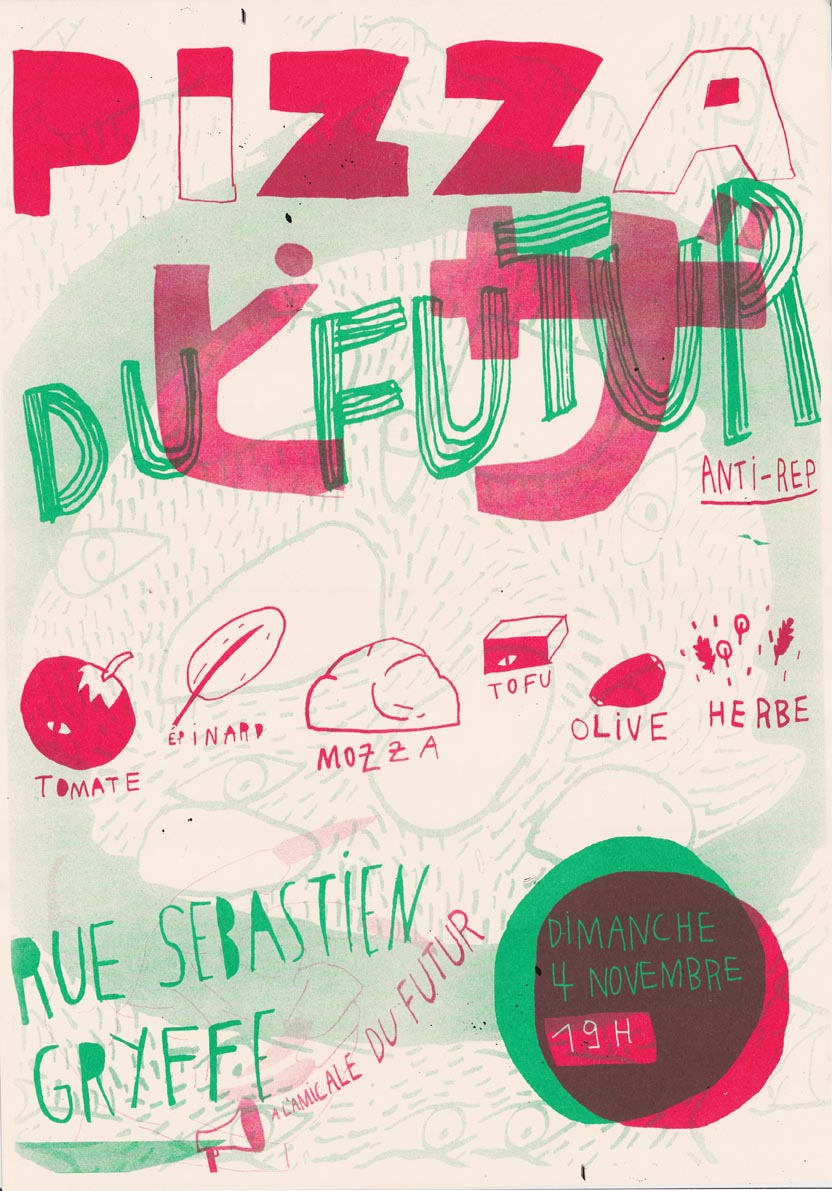 PIZZA
DU FUTUR
ANTI-REP
TOMATE
ÉPINARD
MOZZA
TOFU
OLIVE
HERBE
RUE SEBASTIEN
GRYFFE
A L'AMICALE DU FUTUR
DIMANCHE
4 NOVEMBRE
19H